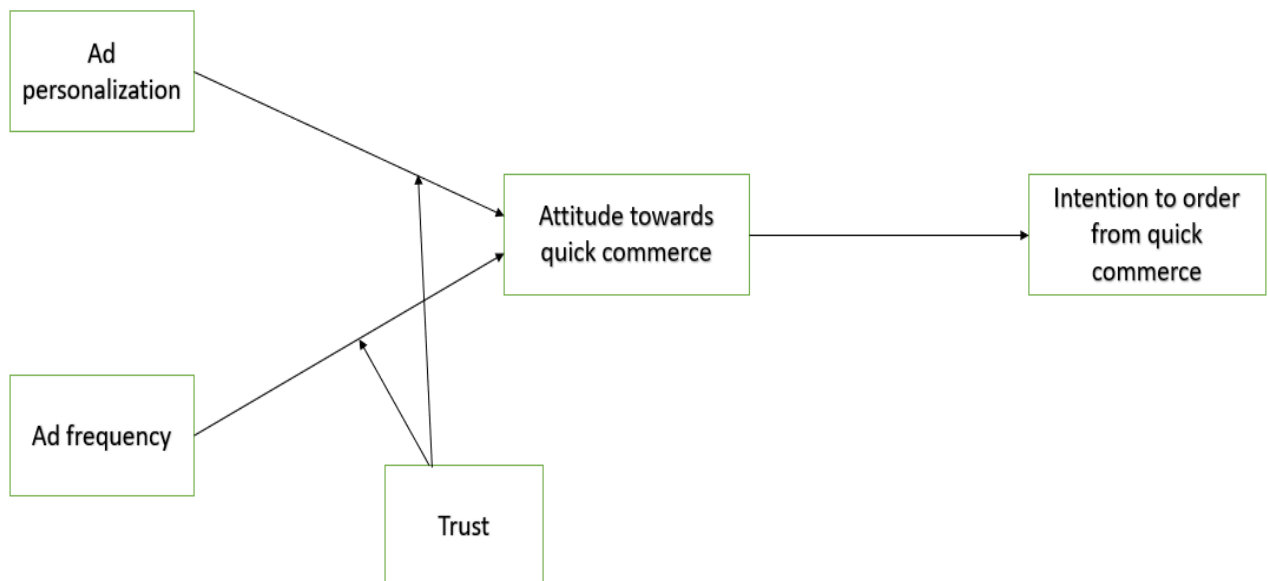 Ad
personalization
Attitude towards
quick commerce
Intention to order
from quick
commerce
Ad frequency
Trust